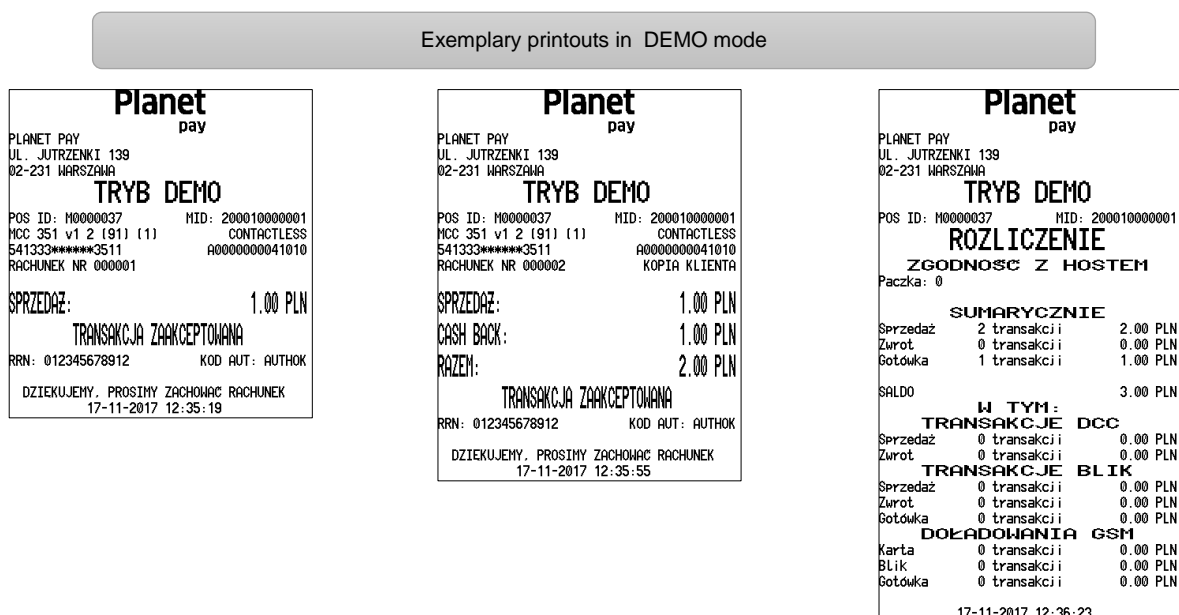 Exemplary printouts in DEMO mode
Planet
pay
PLANET PAY
UL. JUTRZENKI 139
02-231 WARSZAWA
TRYB DEMO
POS ID: M0000037 MID: 200010000001
MCC 351 v1 2 (91) (1) CONTACTLESS
541333******3511 A0000000041010
RACHUNEK NR 000001
SPRZEDAŻ: 1.00 PLN
TRANSAKCJA ZAAKCEPTOWANA
RRN: 012345678912 KOD AUT: AUTHOK
DZIEKUJEMY, PROSIMY ZACHOWAĆ RACHUNEK
17-11-2017 12:35:19
Planet
pay
PLANET PAY
UL. JUTRZENKI 139
02-231 WARSZAWA
TRYB DEMO
POS ID: M0000037 MID: 200010000001
MCC 351 v1 2 (91) (1) CONTACTLESS
541333******3511 A0000000041010
RACHUNEK NR 000002 KOPIA KLIENTA
SPRZEDAŻ: 1.00 PLN
CASH BACK: 1.00 PLN
RAZEM: 2.00 PLN
TRANSAKCJA ZAAKCEPTOWANA
RRN: 012345678912 KOD AUT: AUTHOK
DZIEKUJEMY, PROSIMY ZACHOWAĆ RACHUNEK
17-11-2017 12:35:55
Planet
pay
PLANET PAY
UL. JUTRZENKI 139
02-231 WARSZAWA
TRYB DEMO
POS ID: M0000037 MID: 200010000001
ROZLICZENIE
ZGODNOŚĆ Z HOSTEM
Paczka: 0
SUMARYCZNIE
Sprzedaż 2 transakcji 2.00 PLN
Zwrot 0 transakcji 0.00 PLN
Gotówka 1 transakcji 1.00 PLN
SALDO 3.00 PLN
W TYM:
TRANSAKCJE DCC
Sprzedaż 0 transakcji 0.00 PLN
Zwrot 0 transakcji 0.00 PLN
TRANSAKCJE BLIK
Sprzedaż 0 transakcji 0.00 PLN
Zwrot 0 transakcji 0.00 PLN
Gotówka 0 transakcji 0.00 PLN
DOŁADOWANIA GSM
Karta 0 transakcji 0.00 PLN
Blik 0 transakcji 0.00 PLN
Gotówka 0 transakcji 0.00 PLN
17-11-2017 12:36:23